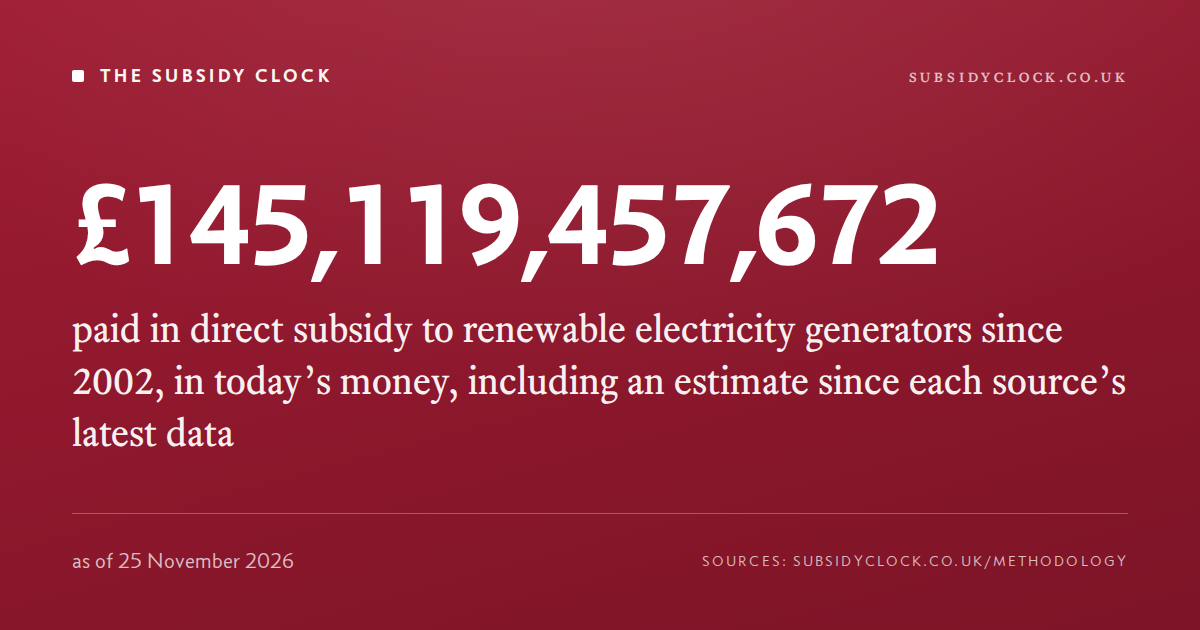 THE SUBSIDY CLOCK
SUBSIDYCLOCK.CO.UK
£145,119,457,672
paid in direct subsidy to renewable electricity generators since
2002, in today’s money, including an estimate since each source’s
latest data
as of 25 November 2026
SOURCES: SUBSIDYCLOCK.CO.UK/METHODOLOGY